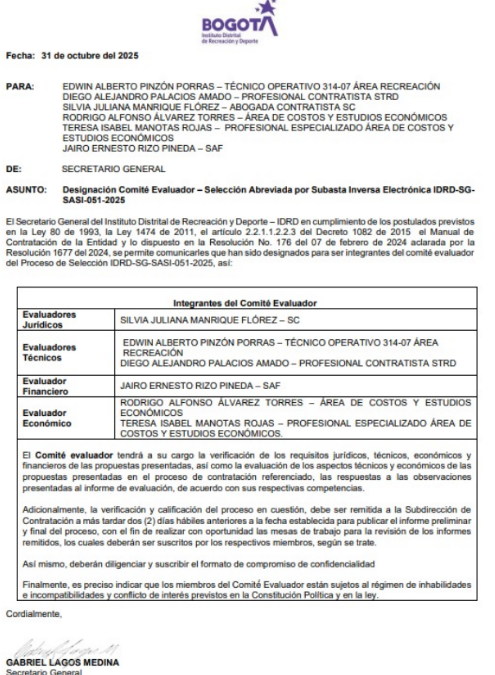 BOGOTÁ
Instituto Distrital
de Recreación y Deporte
Fecha: 31 de octubre del 2025
PARA: EDWIN ALBERTO PINZÓN PORRAS – TÉCNICO OPERATIVO 314-07 ÁREA RECREACIÓN
DIEGO ALEJANDRO PALACIOS AMADO – PROFESIONAL CONTRATISTA STRD
SILVIA JULIANA MANRIQUE FLÓREZ – ABOGADA CONTRATISTA SC
RODRIGO ALFONSO ÁLVAREZ TORRES – ÁREA DE COSTOS Y ESTUDIOS ECONÓMICOS
TERESA ISABEL MANOTAS ROJAS – PROFESIONAL ESPECIALIZADO ÁREA DE COSTOS Y
ESTUDIOS ECONÓMICOS
JAIRO ERNESTO RIZO PINEDA – SAF
DE: SECRETARIO GENERAL
ASUNTO: Designación Comité Evaluador – Selección Abreviada por Subasta Inversa Electrónica IDRD-SG-
SASI-051-2025
El Secretario General del Instituto Distrital de Recreación y Deporte – IDRD en cumplimiento de los postulados previstos
en la Ley 80 de 1993, la Ley 1474 de 2011, el artículo 2.2.1.1.2.2.3 del Decreto 1082 de 2015 el Manual de
Contratación de la Entidad y lo dispuesto en la Resolución No. 176 del 07 de febrero de 2024 aclarada por la
Resolución 1677 del 2024, se permite comunicarles que han sido designados para ser integrantes del comité evaluador
del Proceso de Selección IDRD-SG-SASI-051-2025, así:
Integrantes del Comité Evaluador
Evaluadores
Jurídicos
SILVIA JULIANA MANRIQUE FLÓREZ – SC
Evaluadores
Técnicos
EDWIN ALBERTO PINZÓN PORRAS – TÉCNICO OPERATIVO 314-07 ÁREA
RECREACIÓN
DIEGO ALEJANDRO PALACIOS AMADO – PROFESIONAL CONTRATISTA STRD
Evaluador
Financiero
JAIRO ERNESTO RIZO PINEDA – SAF
Evaluador
Económico
RODRIGO ALFONSO ÁLVAREZ TORRES – ÁREA DE COSTOS Y ESTUDIOS
ECONÓMICOS
TERESA ISABEL MANOTAS ROJAS – PROFESIONAL ESPECIALIZADO ÁREA DE
COSTOS Y ESTUDIOS ECONÓMICOS.
El Comité evaluador tendrá a su cargo la verificación de los requisitos jurídicos, técnicos, económicos y
financieros de las propuestas presentadas, así como la evaluación de los aspectos técnicos y económicos de las
propuestas presentadas en el proceso de contratación referenciado, las respuestas a las observaciones
presentadas al informe de evaluación, de acuerdo con sus respectivas competencias.
Adicionalmente, la verificación y calificación del proceso en cuestión, debe ser remitida a la Subdirección de
Contratación a más tardar dos (2) días hábiles anteriores a la fecha establecida para publicar el informe preliminar
y final del proceso, con el fin de realizar con oportunidad las mesas de trabajo para la revisión de los informes
remitidos, los cuales deberán ser suscritos por los respectivos miembros, según se trate.
Así mismo, deberán diligenciar y suscribir el formato de compromiso de confidencialidad
Finalmente, es preciso indicar que los miembros del Comité Evaluador están sujetos al régimen de inhabilidades
e incompatibilidades y conflicto de interés previstos en la Constitución Política y en la ley.
Cordialmente,
GABRIEL LAGOS MEDINA
Secretario General